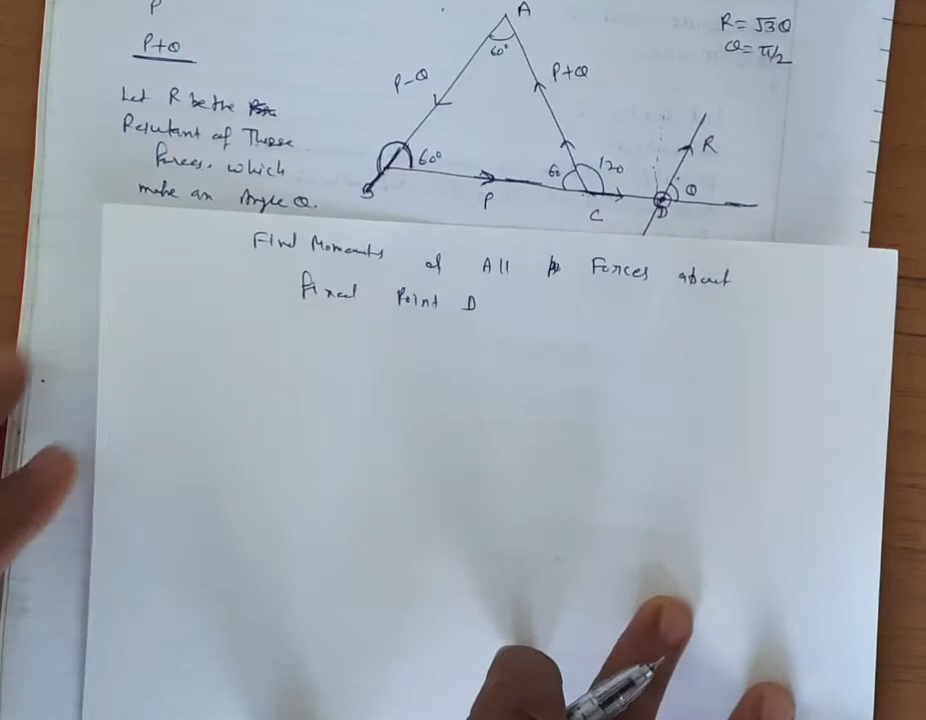 P
P+Q
Let R be the
Relutant of These
forces. which
make an Angle Q.
A
60°
P-Q
P+Q
60°
B
P
60
120
C
D
Q
R
R = √3Q
Q = π/2
Find Moments of All Forces about
fixed Point D